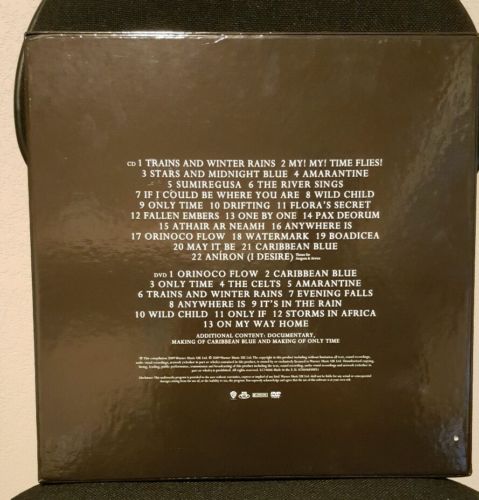 CD 1 TRAINS AND WINTER RAINS 2 MY! MY! TIME FLIES!
3 STARS AND MIDNIGHT BLUE 4 AMARANTINE
5 SUMIREGUSA 6 THE RIVER SINGS
7 IF I COULD BE WHERE YOU ARE 8 WILD CHILD
9 ONLY TIME 10 DRIFTING 11 FLORA'S SECRET
12 FALLEN EMBERS 13 ONE BY ONE 14 PAX DEORUM
15 ATHAIR AR NEAMH 16 ANYWHERE IS
17 ORINOCO FLOW 18 WATERMARK 19 BOADICEA
20 MAY IT BE 21 CARIBBEAN BLUE
22 ANÍRON (I DESIRE) Theme for Aragorn & Arwen
DVD 1 ORINOCO FLOW 2 CARIBBEAN BLUE
3 ONLY TIME 4 THE CELTS 5 AMARANTINE
6 TRAINS AND WINTER RAINS 7 EVENING FALLS
8 ANYWHERE IS 9 IT'S IN THE RAIN
10 WILD CHILD 11 ONLY IF 12 STORMS IN AFRICA
13 ON MY WAY HOME
ADDITIONAL CONTENT: DOCUMENTARY,
MAKING OF CARIBBEAN BLUE AND MAKING OF ONLY TIME